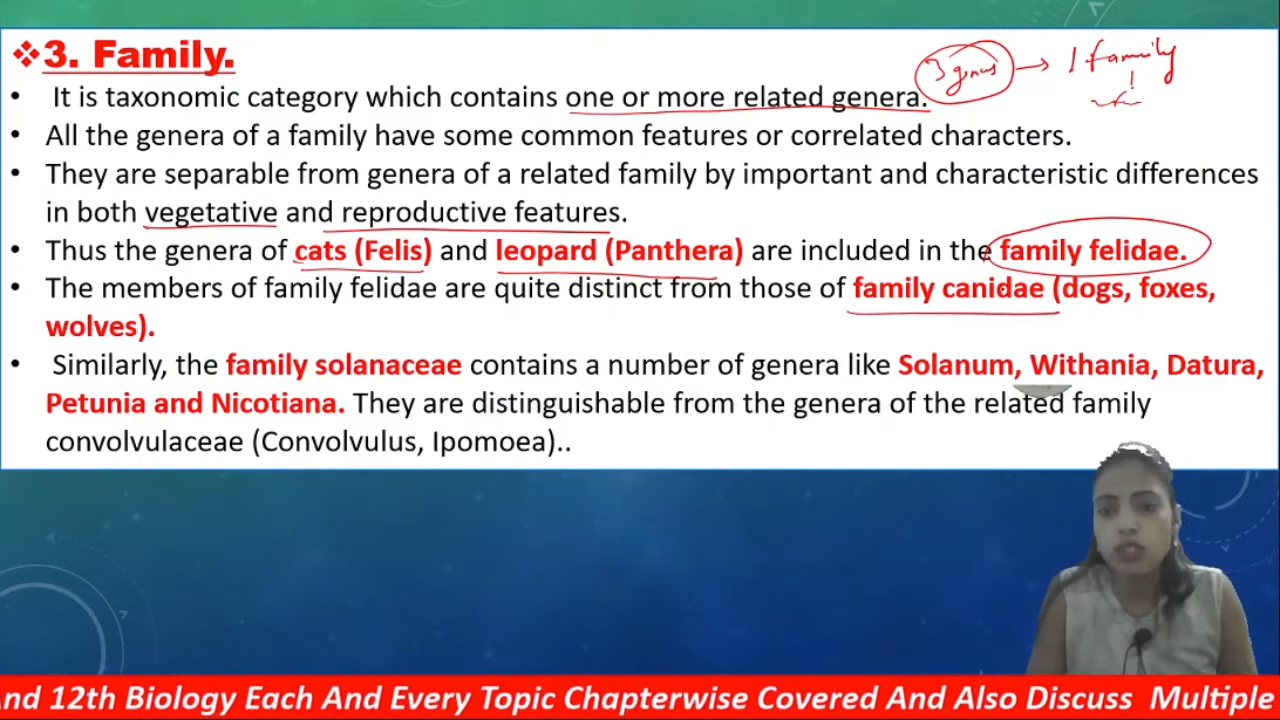 ❖3. Family.
3 genus → 1 family
• It is taxonomic category which contains one or more related genera.
• All the genera of a family have some common features or correlated characters.
• They are separable from genera of a related family by important and characteristic differences
in both vegetative and reproductive features.
• Thus the genera of cats (Felis) and leopard (Panthera) are included in the family felidae.
• The members of family felidae are quite distinct from those of family canidae (dogs, foxes,
wolves).
• Similarly, the family solanaceae contains a number of genera like Solanum, Withania, Datura,
Petunia and Nicotiana. They are distinguishable from the genera of the related family
convolvulaceae (Convolvulus, Ipomoea)..
nd 12th Biology Each And Every Topic Chapterwise Covered And Also Discuss Multiple